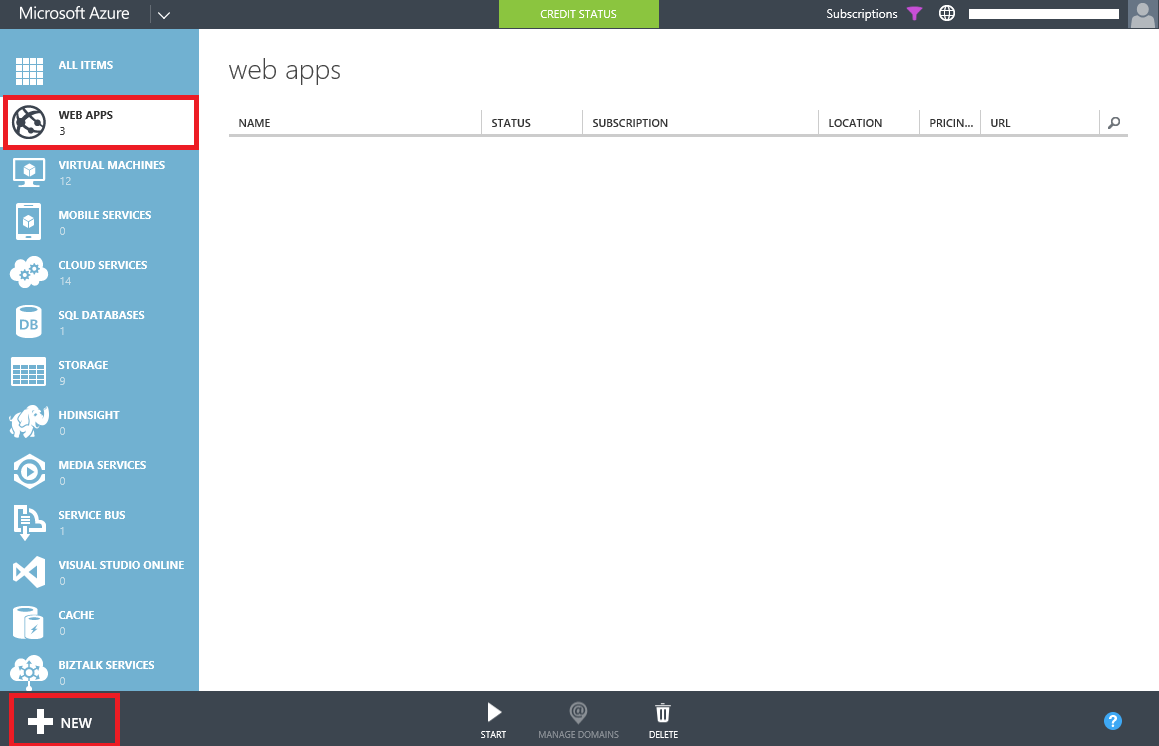 Microsoft Azure
CREDIT STATUS
Subscriptions
ALL ITEMS
WEB APPS
3
VIRTUAL MACHINES
12
MOBILE SERVICES
0
CLOUD SERVICES
14
DB
SQL DATABASES
1
STORAGE
9
HDINSIGHT
0
MEDIA SERVICES
0
SERVICE BUS
1
VISUAL STUDIO ONLINE
0
CACHE
0
BIZTALK SERVICES
0
web apps
NAME
STATUS
SUBSCRIPTION
LOCATION
PRICIN...
URL
NEW
START
@
MANAGE DOMAINS
DELETE
?